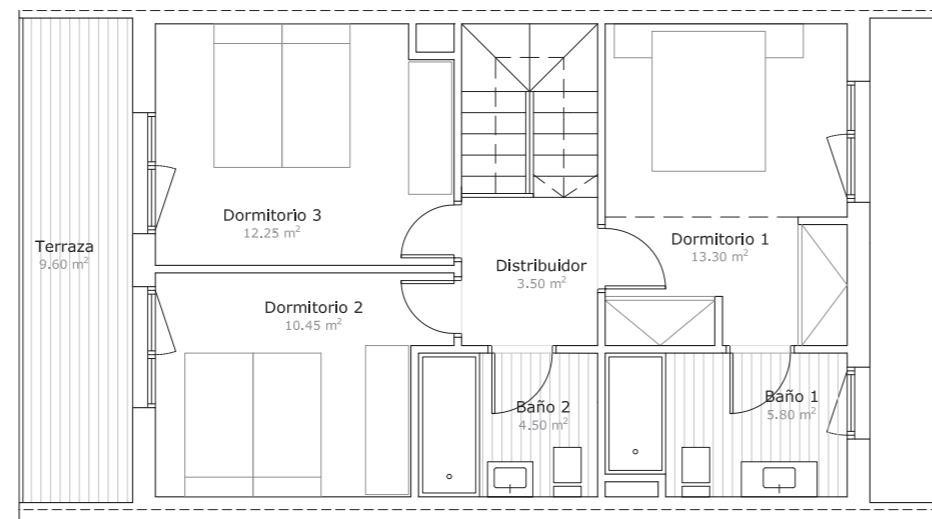 Dormitorio 3
12.25 m²
Terraza
9.60 m²
Dormitorio 1
13.30 m²
Distribuidor
3.50 m²
Dormitorio 2
10.45 m²
Baño 2
4.50 m²
Baño 1
5.80 m²